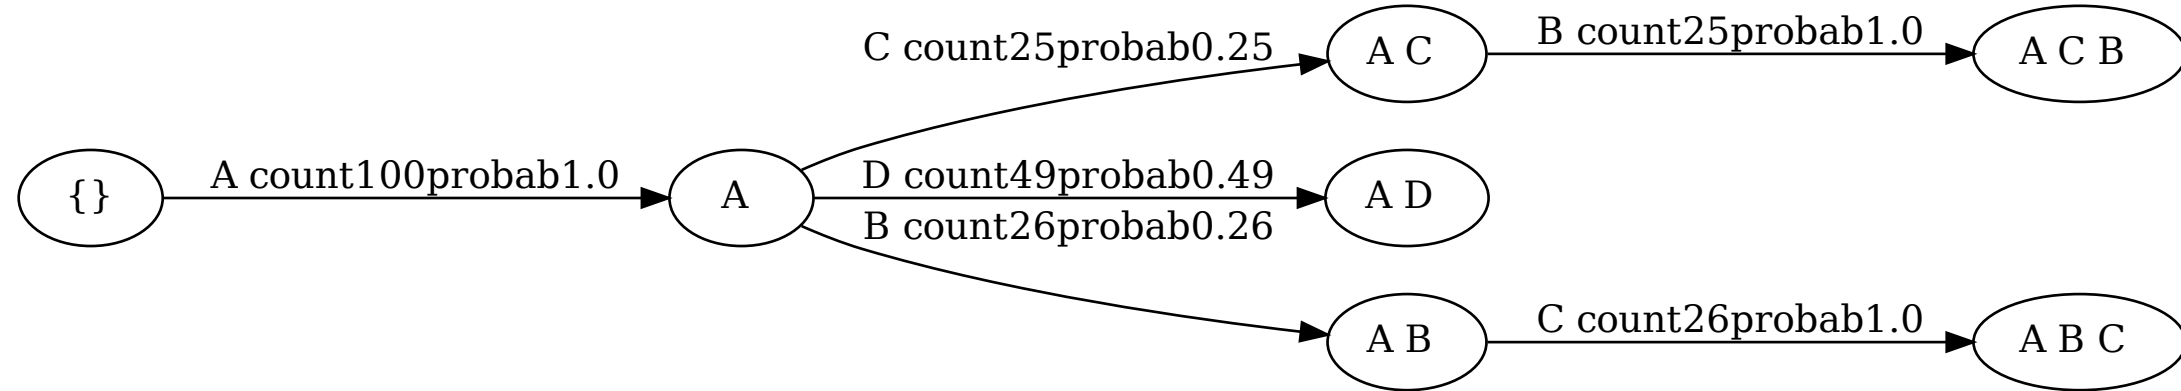 C count25probab0.25
A C
B count25probab1.0
A C B
{}
A count100probab1.0
A
D count49probab0.49
A D
B count26probab0.26
A B
C count26probab1.0
A B C